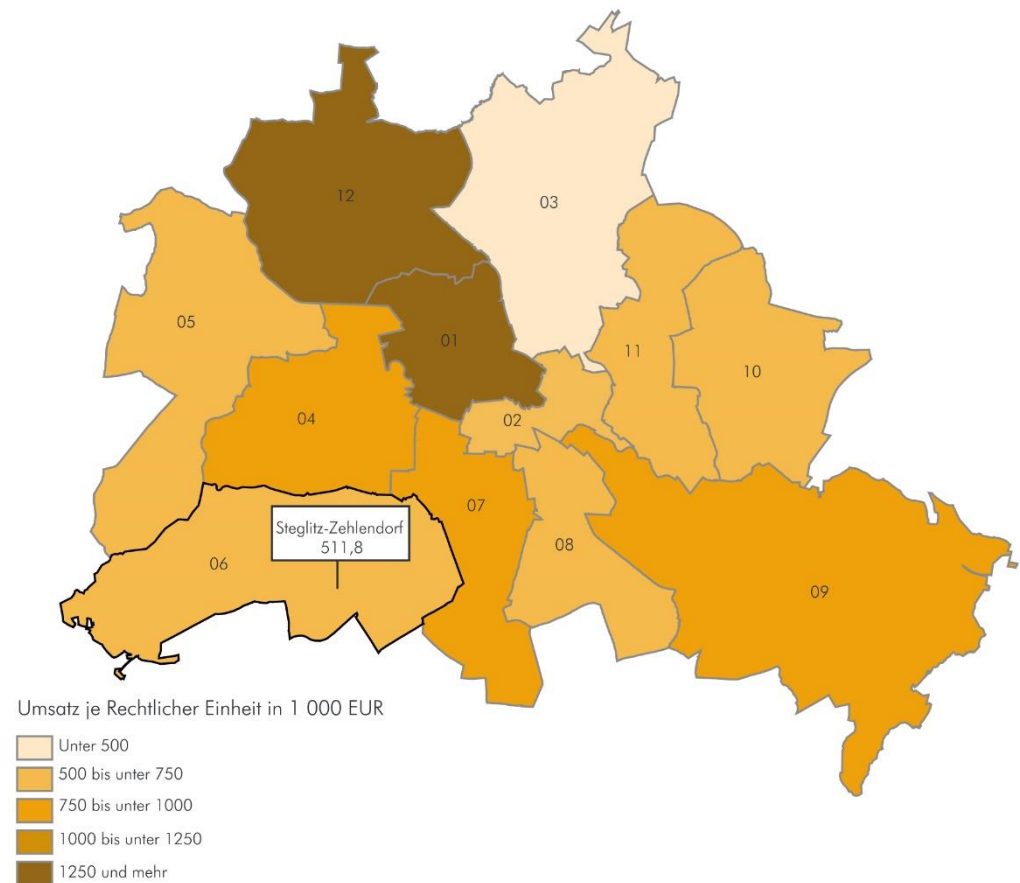 12
03
05
01
11
10
04
02
07
08
06
Steglitz-Zehlendorf
511,8
09
Umsatz je Rechtlicher Einheit in 1 000 EUR
Unter 500
500 bis unter 750
750 bis unter 1000
1000 bis unter 1250
1250 und mehr